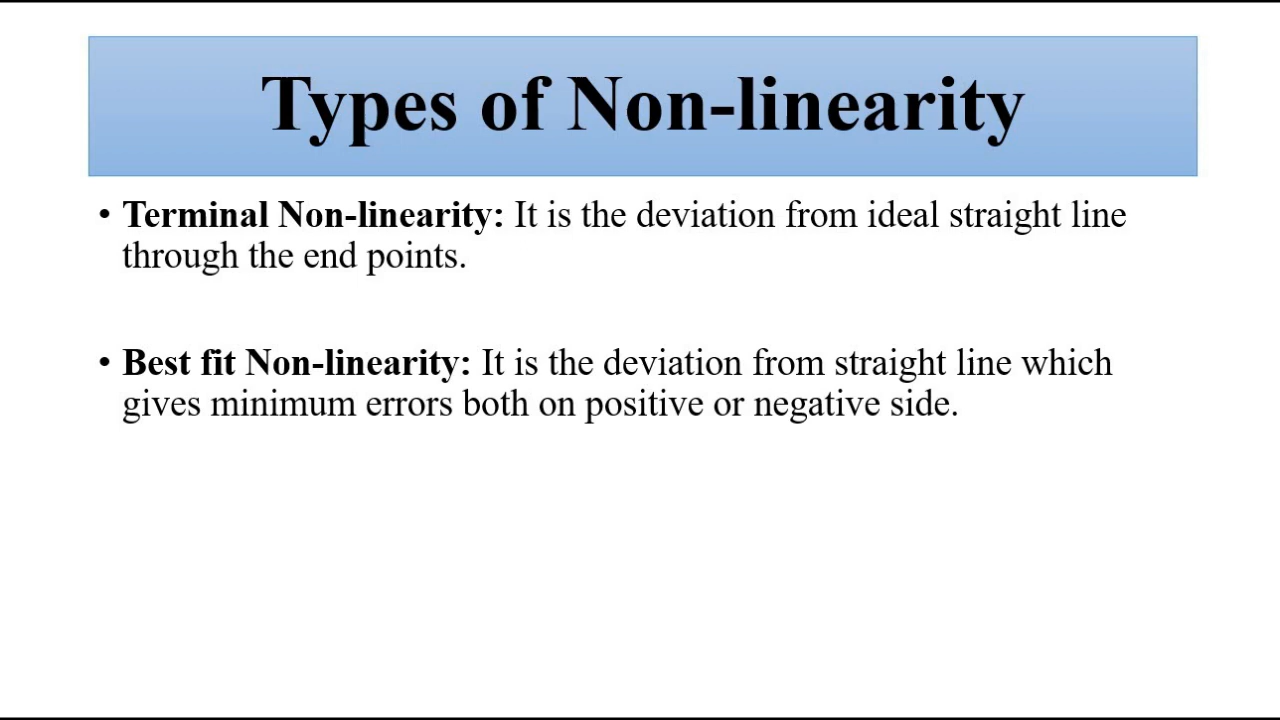 Types of Non-linearity
• Terminal Non-linearity: It is the deviation from ideal straight line
through the end points.
• Best fit Non-linearity: It is the deviation from straight line which
gives minimum errors both on positive or negative side.